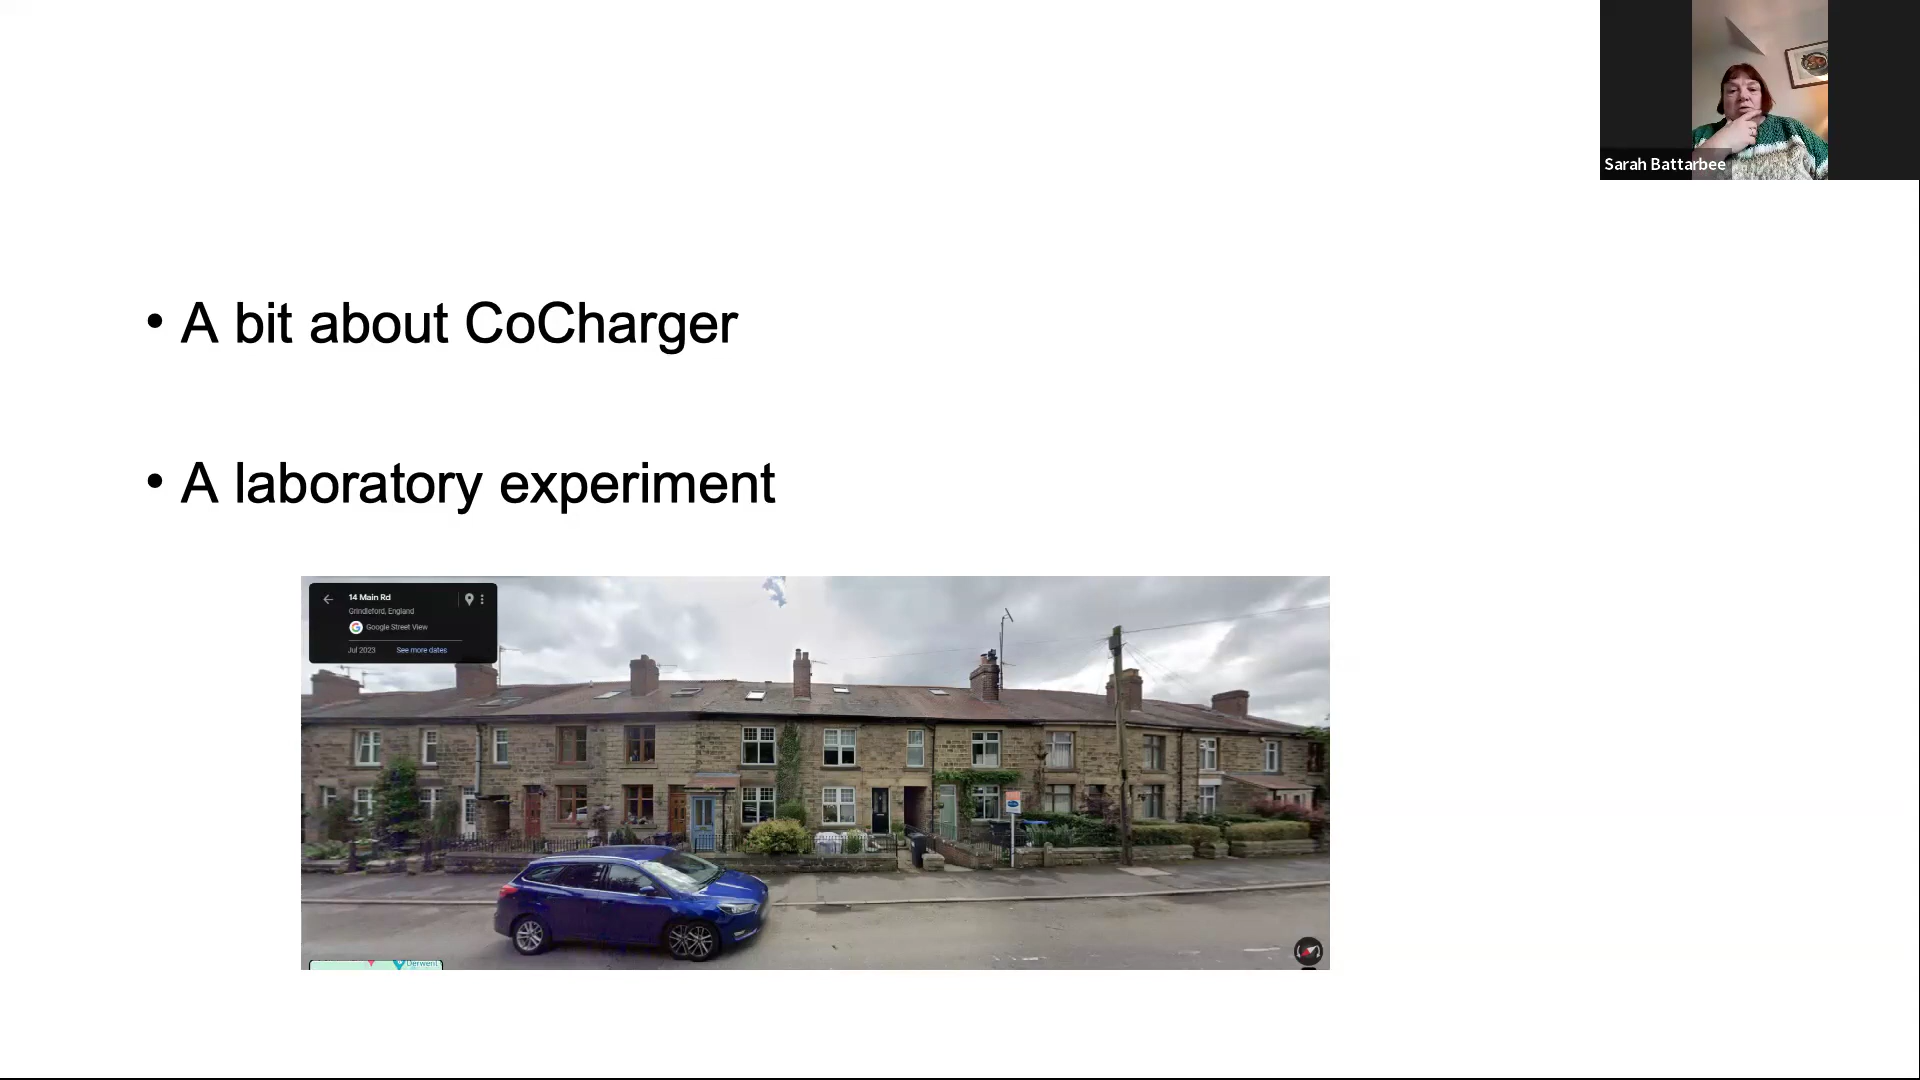 Sarah Battarbee
• A bit about CoCharger
• A laboratory experiment
14 Main Rd
Grindleford, England
Google Street View
Jul 2023 See more dates
Derwent